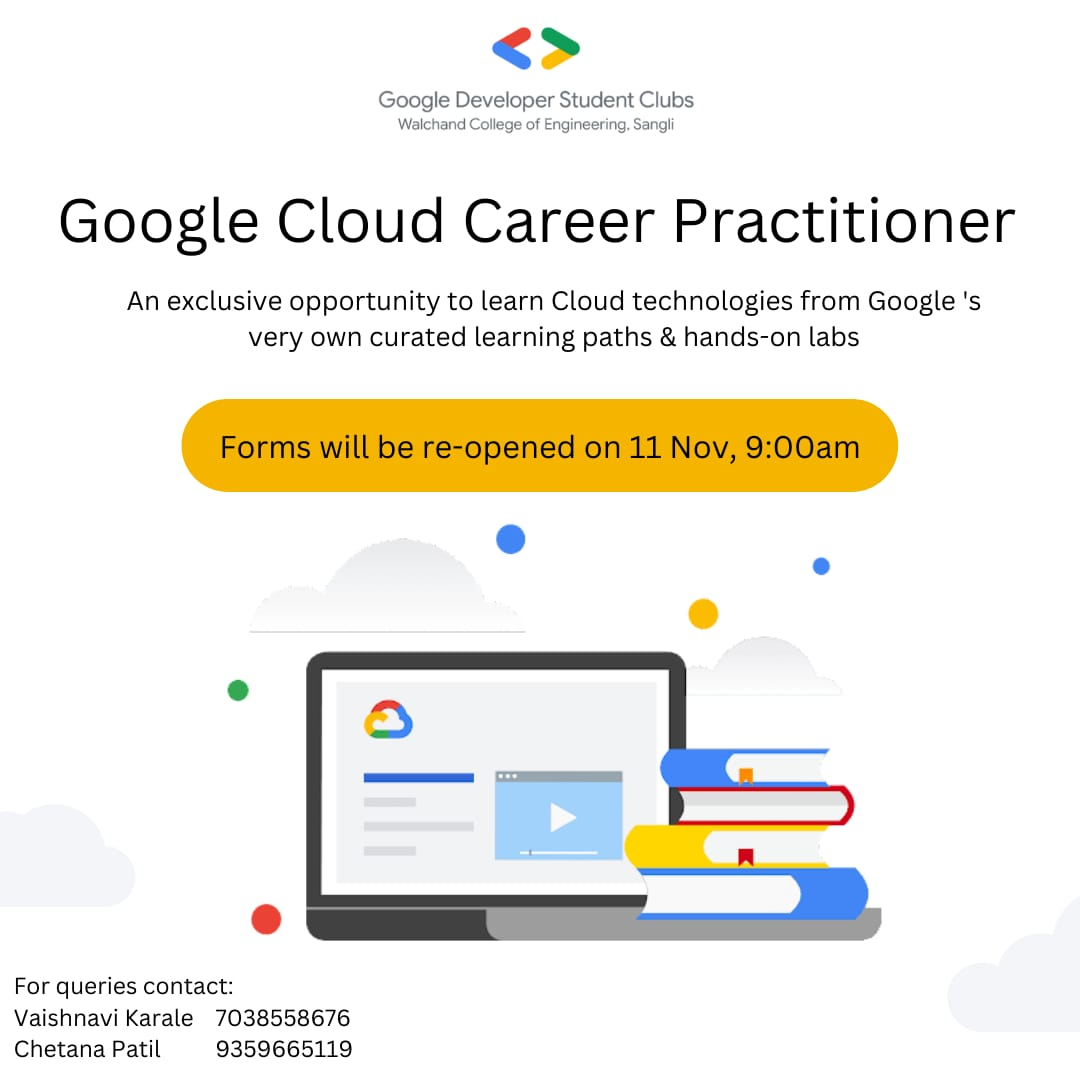 Google Developer Student Clubs
Walchand College of Engineering, Sangli
Google Cloud Career Practitioner
An exclusive opportunity to learn Cloud technologies from Google 's
very own curated learning paths & hands-on labs
Forms will be re-opened on 11 Nov, 9:00am
For queries contact:
Vaishnavi Karale 7038558676
Chetana Patil 9359665119